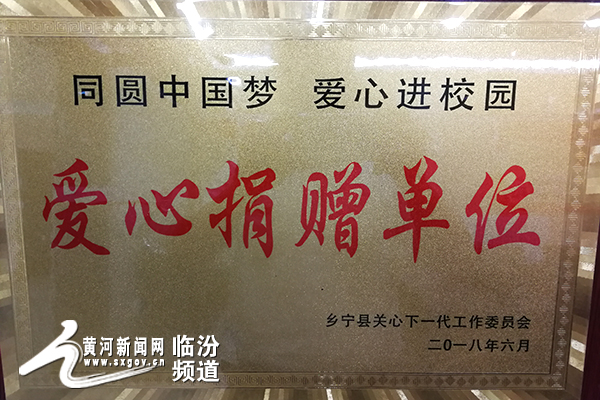 同圆中国梦 爱心进校园
爱心捐赠单位
乡宁县关心下一代工作委员会
二0一八年六月
黄河新闻网
www.sxgov.cn
临汾
频道